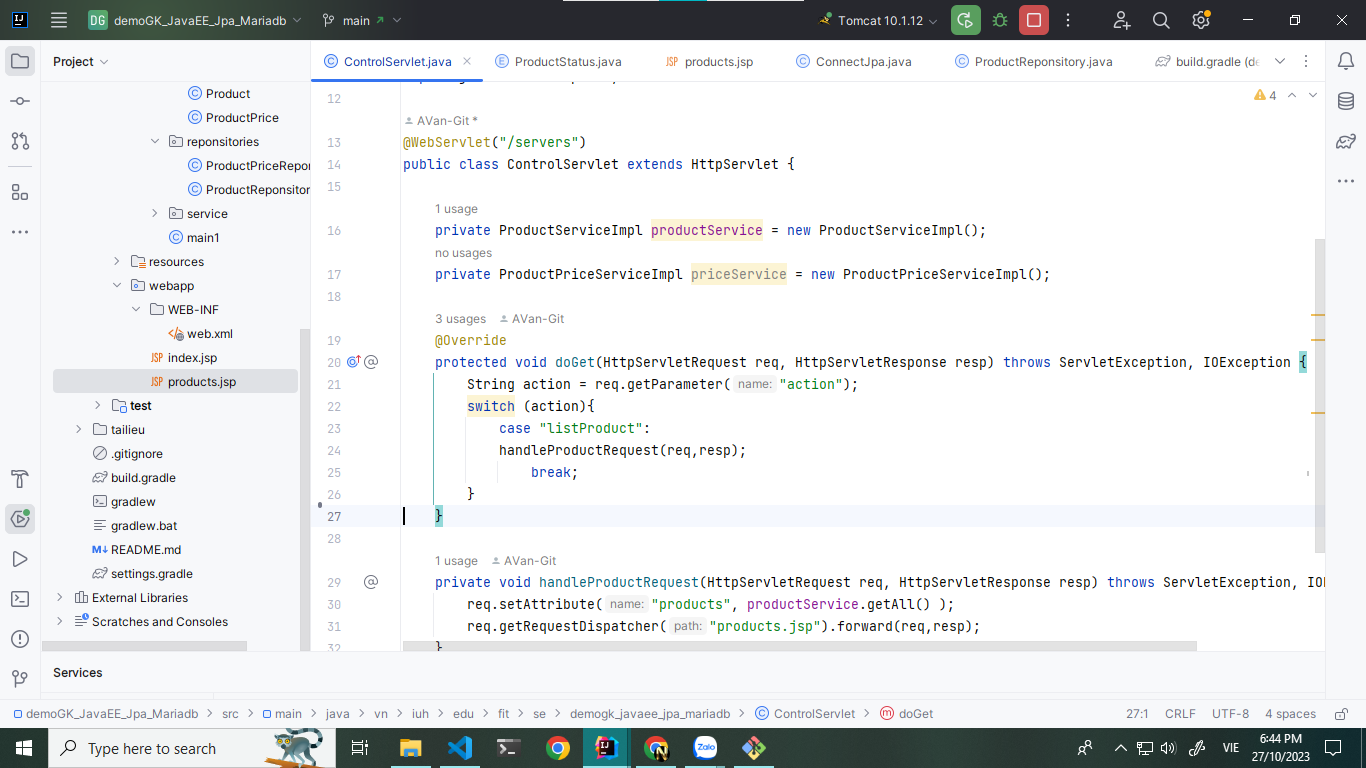 DG demoGK_JavaEE_Jpa_Mariadb main Tomcat 10.1.12
Project
ControlServlet.java ProductStatus.java products.jsp ConnectJpa.java ProductReponsitory.java build.gradle (de
Product
ProductPrice
reponsitories
ProductPriceRepon
ProductReponsitor
service
main1
resources
webapp
WEB-INF
web.xml
JSP index.jsp
JSP products.jsp
test
tailieu
.gitignore
build.gradle
gradlew
gradlew.bat
M↓ README.md
settings.gradle
External Libraries
Scratches and Consoles
4
12
AVan-Git *
13 @WebServlet("/servers")
14 public class ControlServlet extends HttpServlet {
15
1 usage
16 private ProductServiceImpl productService = new ProductServiceImpl();
no usages
17 private ProductPriceServiceImpl priceService = new ProductPriceServiceImpl();
18
3 usages AVan-Git
19 @Override
20 protected void doGet(HttpServletRequest req, HttpServletResponse resp) throws ServletException, IOException {
21 String action = req.getParameter( name: "action");
22 switch (action){
23 case "listProduct":
24 handleProductRequest(req,resp);
25 break;
26 }
27 }
28
1 usage AVan-Git
29 private void handleProductRequest(HttpServletRequest req, HttpServletResponse resp) throws ServletException, IOE
30 req.setAttribute( name: "products", productService.getAll() );
31 req.getRequestDispatcher( path: "products.jsp").forward(req,resp);
32 }
Services
demoGK_JavaEE_Jpa_Mariadb > src > main > java > vn > iuh > edu > fit > se > demogk_javaee_jpa_mariadb > ControlServlet > doGet 27:1 CRLF UTF-8 4 spaces
Type here to search
Zalo
VIE
6:44 PM
27/10/2023